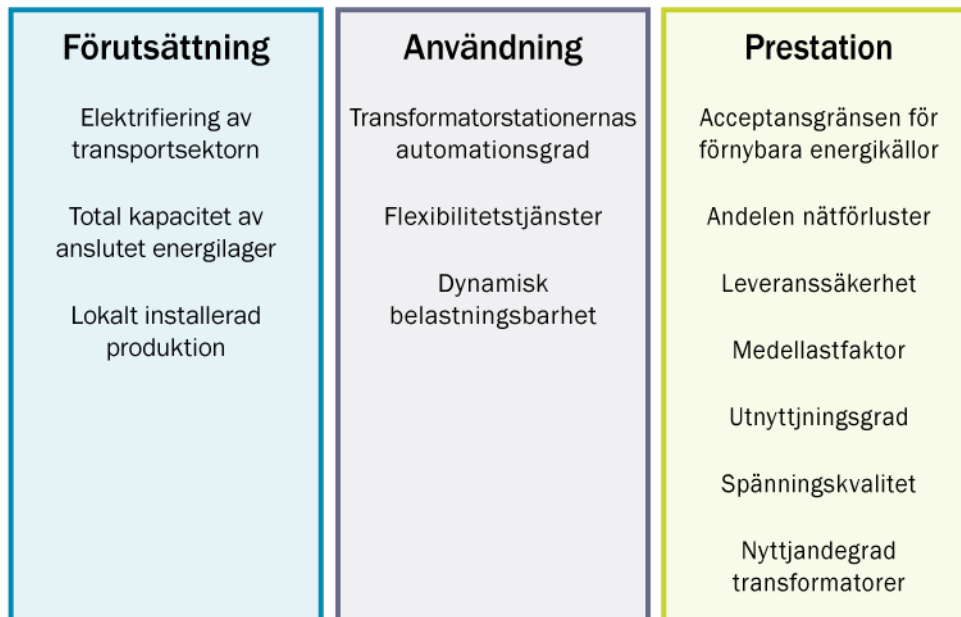 Förutsättning
Elektrifiering av
transportsektorn
Total kapacitet av
anslutet energilager
Lokalt installerad
produktion
Användning
Transformatorstationernas
automationsgrad
Flexibilitetstjänster
Dynamisk
belastningsbarhet
Prestation
Acceptansgränsen för
förnybara energikällor
Andelen nätförluster
Leveranssäkerhet
Medellastfaktor
Utnyttjningsgrad
Spänningskvalitet
Nyttjandegrad
transformatorer